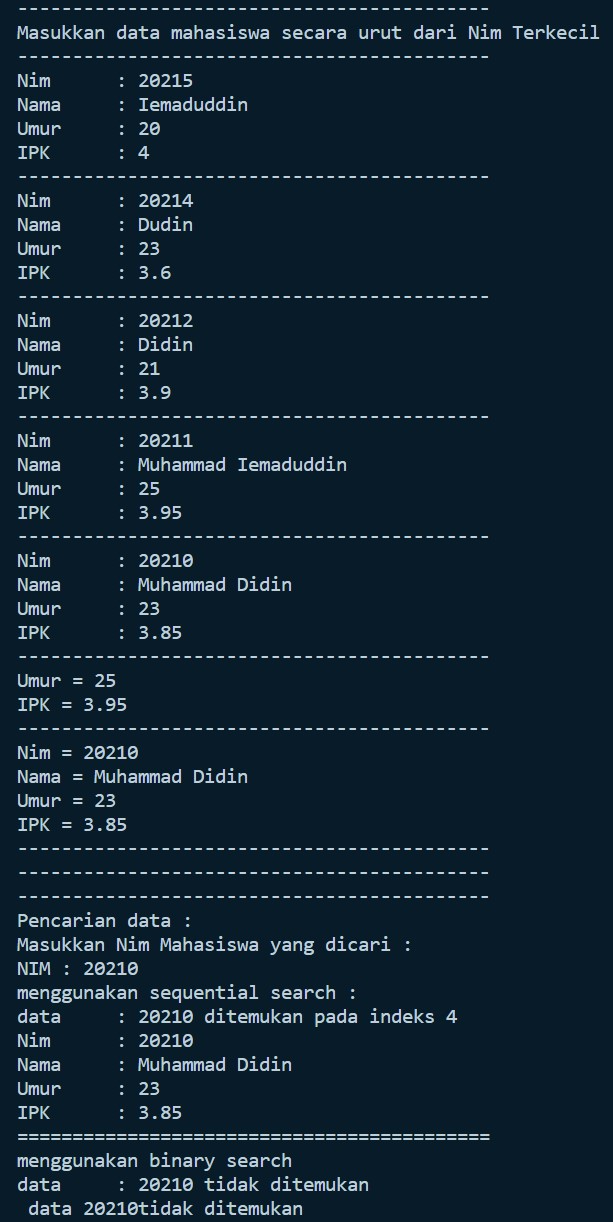 -------------------------------------------
Masukkan data mahasiswa secara urut dari Nim Terkecil
-------------------------------------------
Nim      : 20215
Nama     : Iemaduddin
Umur     : 20
IPK      : 4
-------------------------------------------
Nim      : 20214
Nama     : Dudin
Umur     : 23
IPK      : 3.6
-------------------------------------------
Nim      : 20212
Nama     : Didin
Umur     : 21
IPK      : 3.9
-------------------------------------------
Nim      : 20211
Nama     : Muhammad Iemaduddin
Umur     : 25
IPK      : 3.95
-------------------------------------------
Nim      : 20210
Nama     : Muhammad Didin
Umur     : 23
IPK      : 3.85
-------------------------------------------
Umur = 25
IPK = 3.95
-------------------------------------------
Nim = 20210
Nama = Muhammad Didin
Umur = 23
IPK = 3.85
-------------------------------------------
-------------------------------------------
-------------------------------------------
Pencarian data :
Masukkan Nim Mahasiswa yang dicari :
NIM : 20210
menggunakan sequential search :
data     : 20210 ditemukan pada indeks 4
Nim      : 20210
Nama     : Muhammad Didin
Umur     : 23
IPK      : 3.85
===========================================
menggunakan binary search
data     : 20210 tidak ditemukan
 data 20210tidak ditemukan